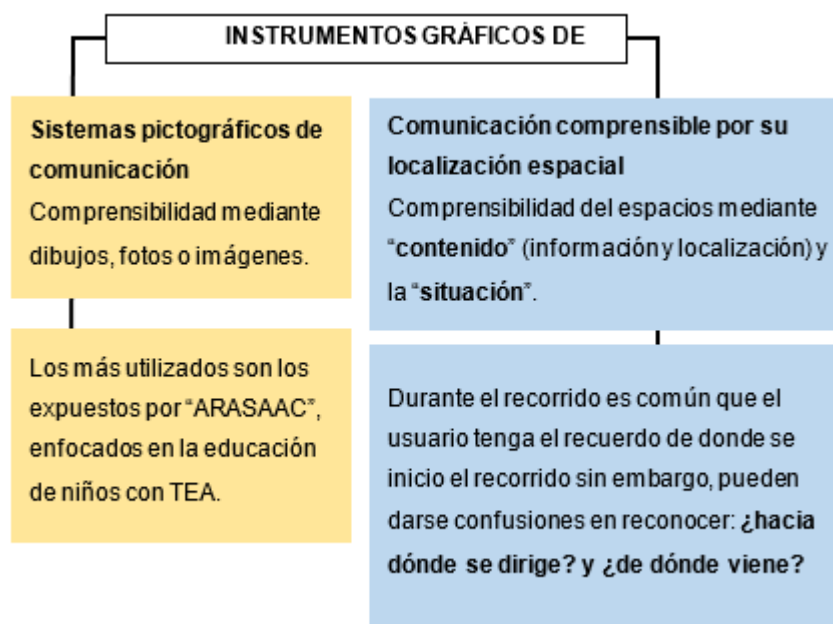 INSTRUMENTOS GRÁFICOS DE
Sistemas pictográficos de
comunicación
Comprensibilidad mediante
dibujos, fotos o imágenes.
Los más utilizados son los
expuestos por “ARASAAC”,
enfocados en la educación
de niños con TEA.
Comunicación comprensible por su
localización espacial
Comprensibilidad del espacios mediante
“contenido” (información y localización) y
la “situación”.
Durante el recorrido es común que el
usuario tenga el recuerdo de donde se
inicio el recorrido sin embargo, pueden
darse confusiones en reconocer: ¿hacia
dónde se dirige? y ¿de dónde viene?